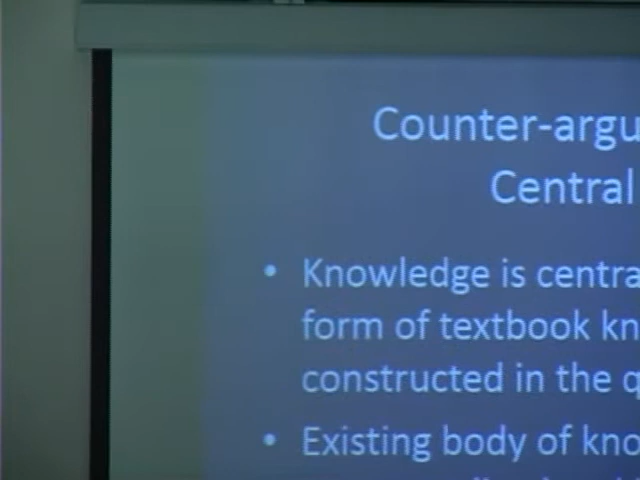 Counter-argu
Central
• Knowledge is centra
form of textbook kn
constructed in the q
• Existing body of kno